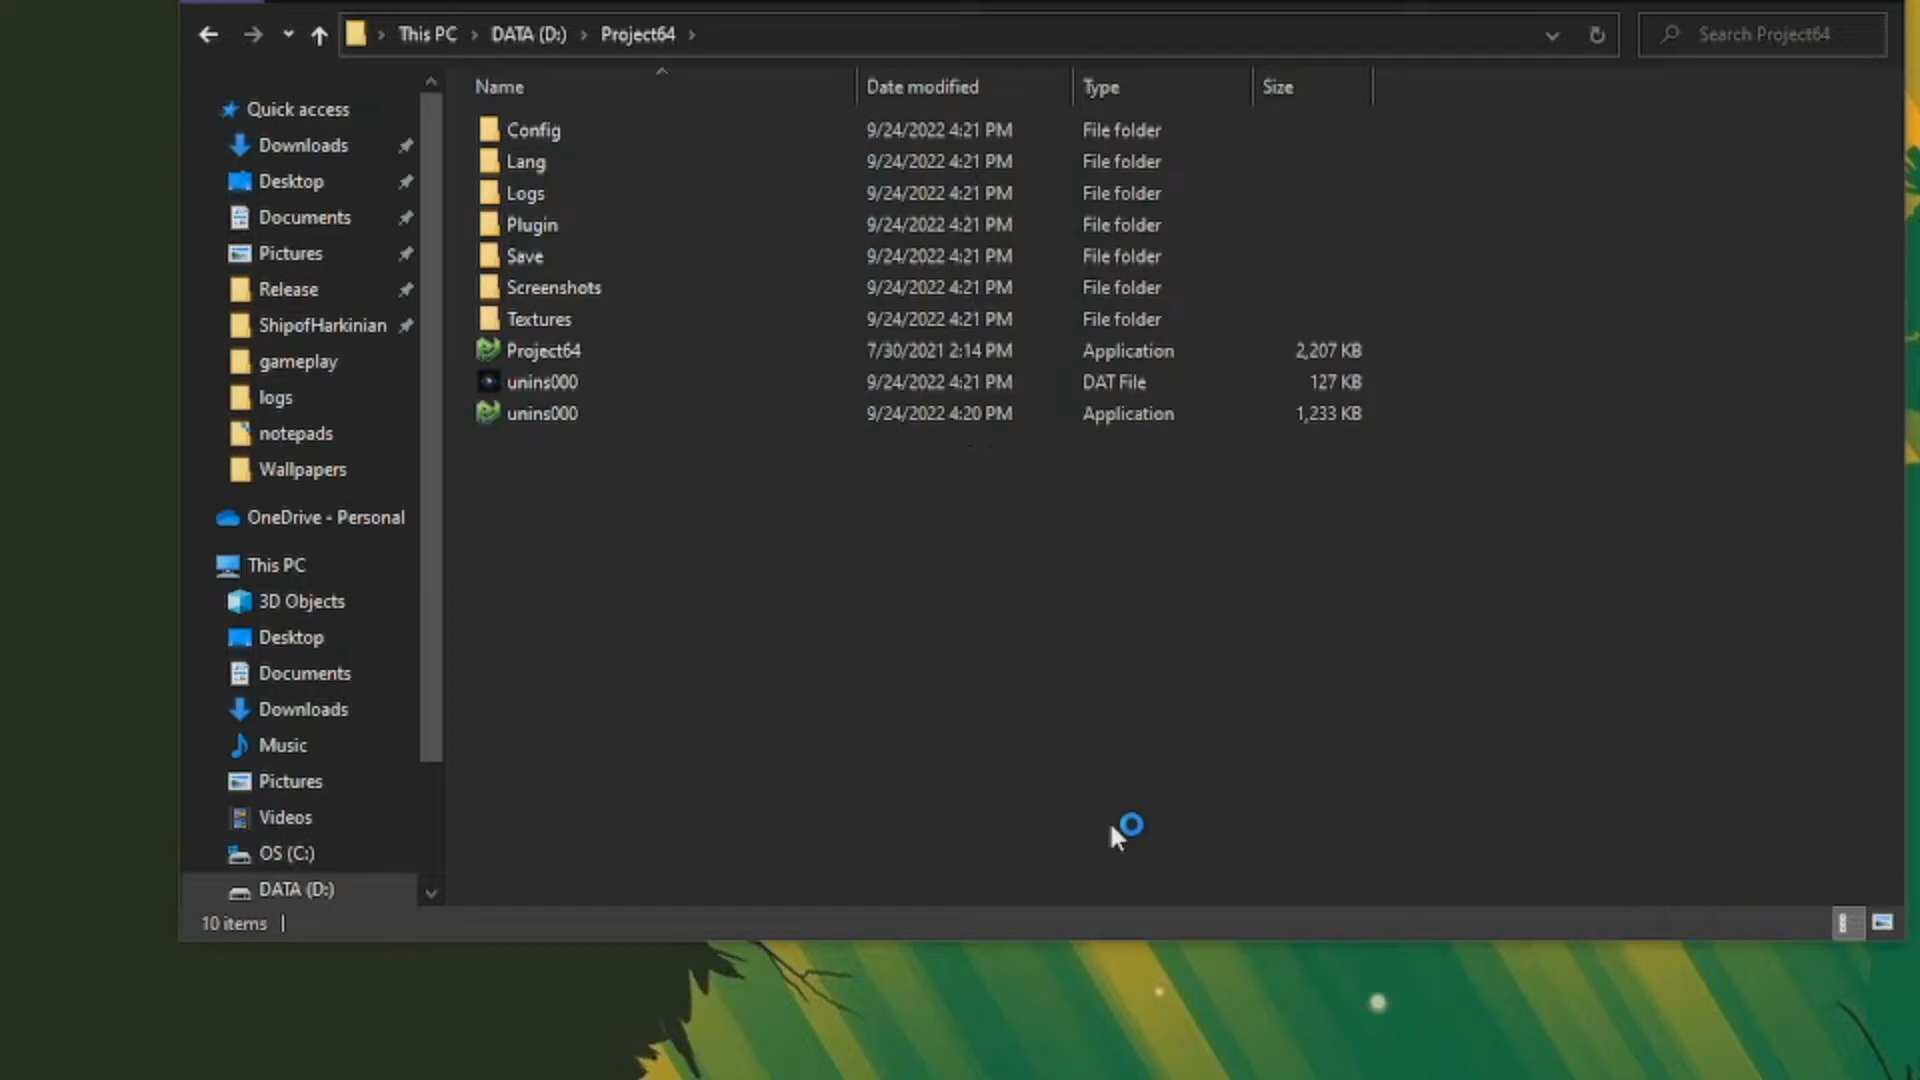 This PC > DATA (D:) > Project64 >
Search Project64
Name Date modified Type Size
Quick access
Downloads
Desktop
Documents
Pictures
Release
ShipofHarkinian
gameplay
logs
notepads
Wallpapers
OneDrive - Personal
This PC
3D Objects
Desktop
Documents
Downloads
Music
Pictures
Videos
OS (C:)
DATA (D:)
Config 9/24/2022 4:21 PM File folder
Lang 9/24/2022 4:21 PM File folder
Logs 9/24/2022 4:21 PM File folder
Plugin 9/24/2022 4:21 PM File folder
Save 9/24/2022 4:21 PM File folder
Screenshots 9/24/2022 4:21 PM File folder
Textures 9/24/2022 4:21 PM File folder
Project64 7/30/2021 2:14 PM Application 2,207 KB
unins000 9/24/2022 4:21 PM DAT File 127 KB
unins000 9/24/2022 4:20 PM Application 1,233 KB
10 items